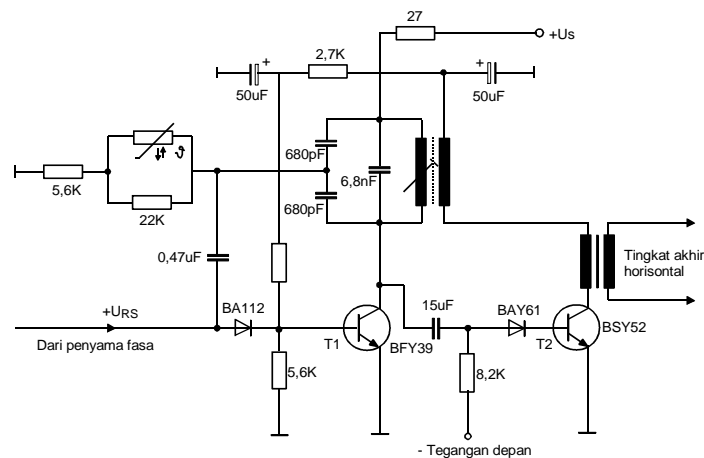 27
+Us
2,7K
+
50uF
+
50uF
680pF
6,8nF
680pF
ϑ
5,6K
22K
0,47uF
Tingkat akhir
horisontal
+URS
BA112
15uF
BAY61
BSY52
Dari penyama fasa
T1
BFY39
T2
5,6K
8,2K
- Tegangan depan